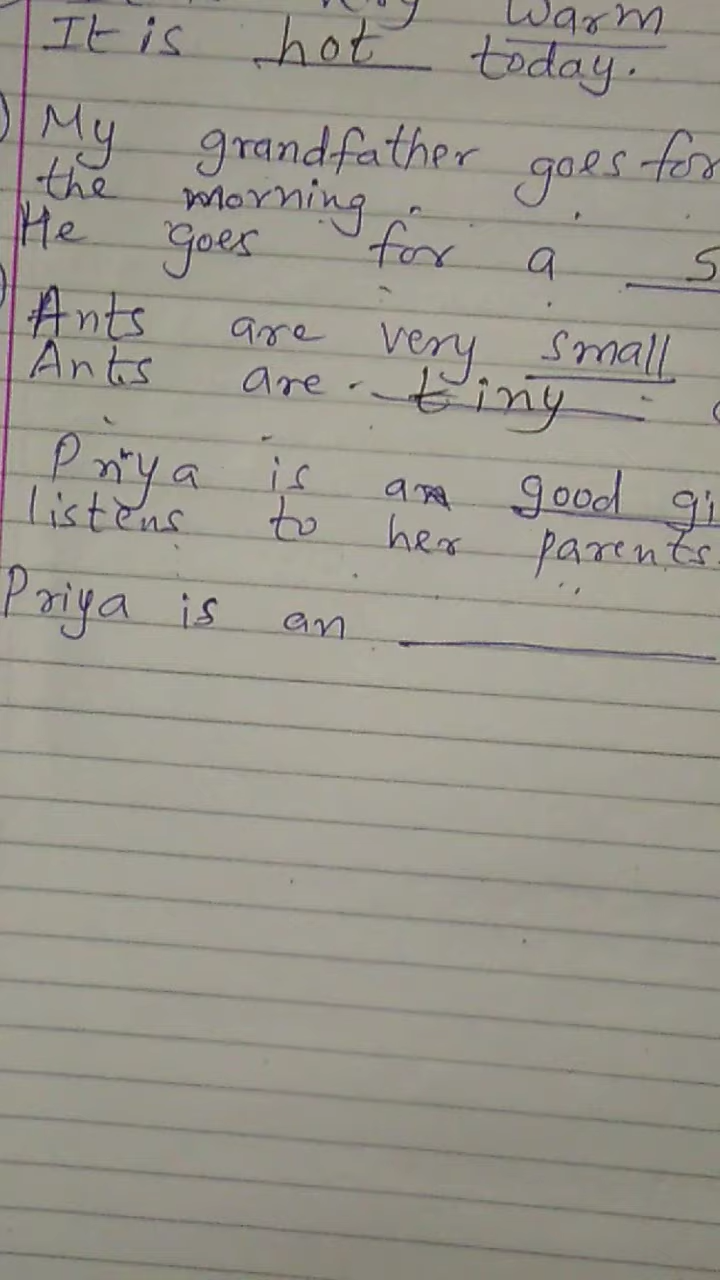 warm
It is hot today.
My grandfather goes for
the morning.
He goes for a s
Ants are very small
Ants are tiny
Priya is a good gi
listens to her parents.
Priya is an